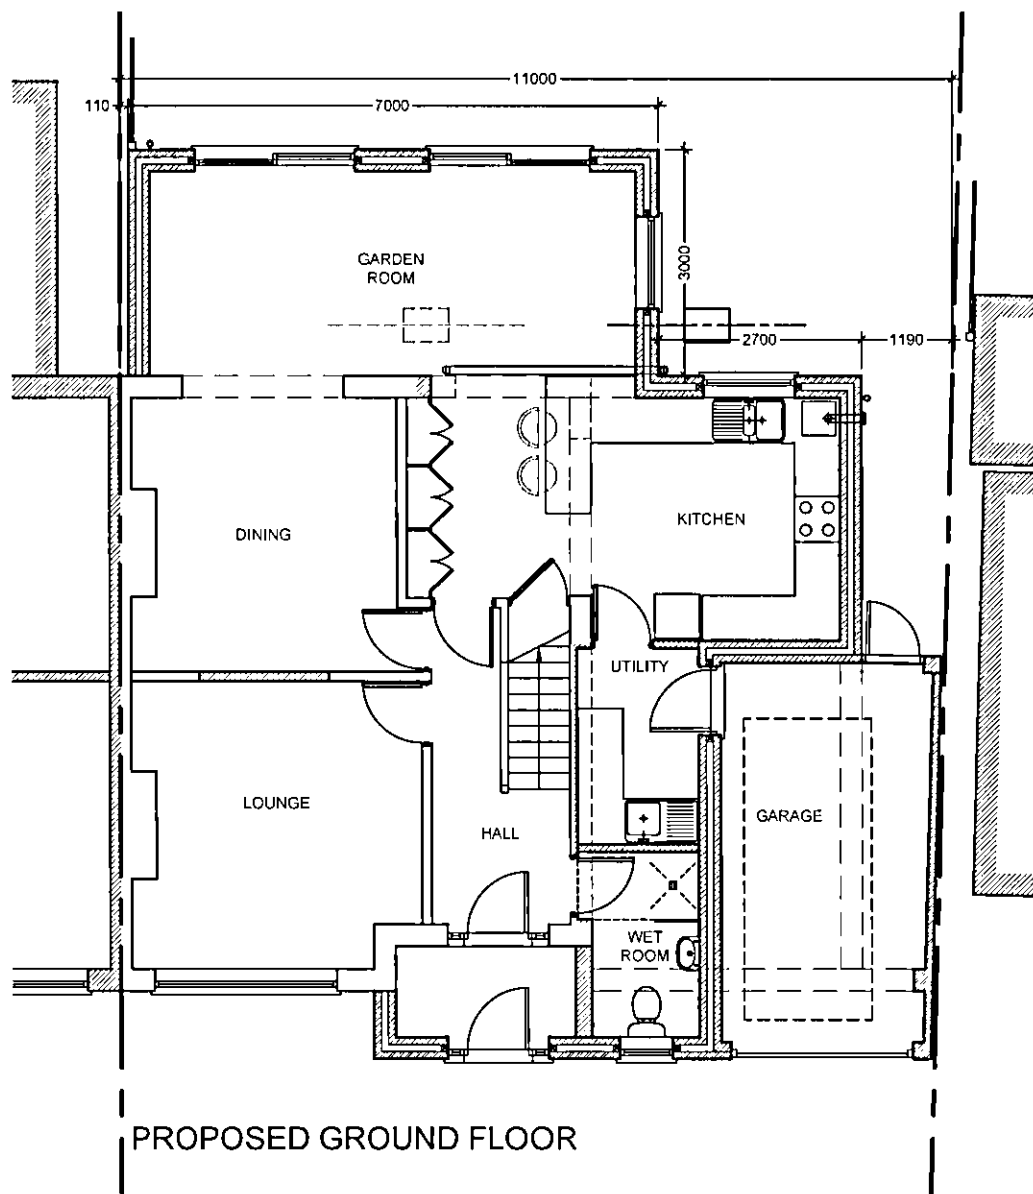 11000
110
7000
GARDEN
ROOM
3000
2700
1190
DINING
KITCHEN
UTILITY
LOUNGE
HALL
GARAGE
WET
ROOM
PROPOSED GROUND FLOOR